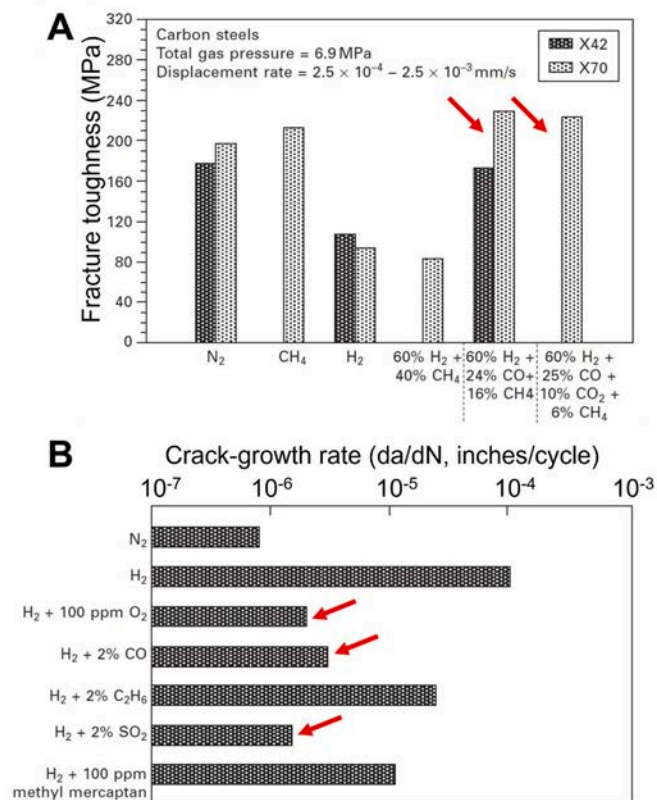 A
Carbon steels
Total gas pressure = 6.9 MPa
Displacement rate = 2.5 × 10⁻⁴ – 2.5 × 10⁻³ mm/s
X42
X70
Fracture toughness (MPa)
320
280
240
200
160
120
80
40
0
N₂
CH₄
H₂
60% H₂ +
40% CH₄
60% H₂ +
24% CO+
16% CH4
60% H₂ +
25% CO +
10% CO₂ +
6% CH₄
B
Crack-growth rate (da/dN, inches/cycle)
10⁻⁷ 10⁻⁶ 10⁻⁵ 10⁻⁴ 10⁻³
N₂
H₂
H₂ + 100 ppm O₂
H₂ + 2% CO
H₂ + 2% C₂H₆
H₂ + 2% SO₂
H₂ + 100 ppm
methyl mercaptan